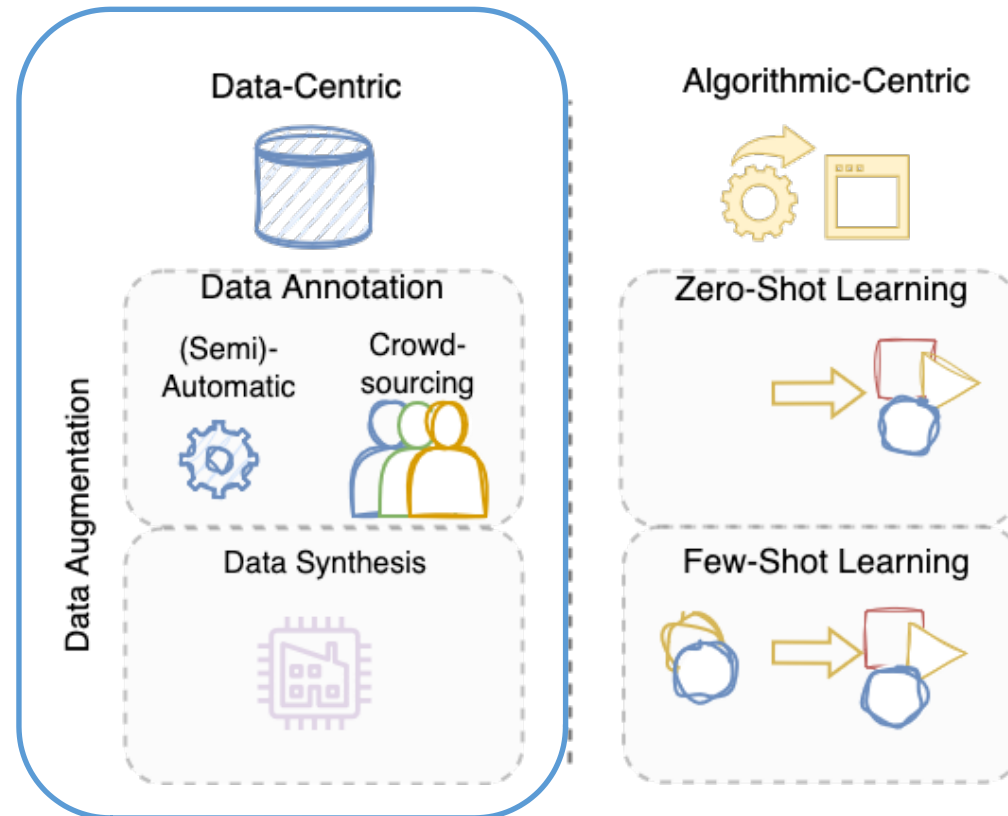 Data-Centric
Data Augmentation
Data Annotation
(Semi)-
Automatic
Crowd-
sourcing
Data Synthesis
Algorithmic-Centric
Zero-Shot Learning
Few-Shot Learning